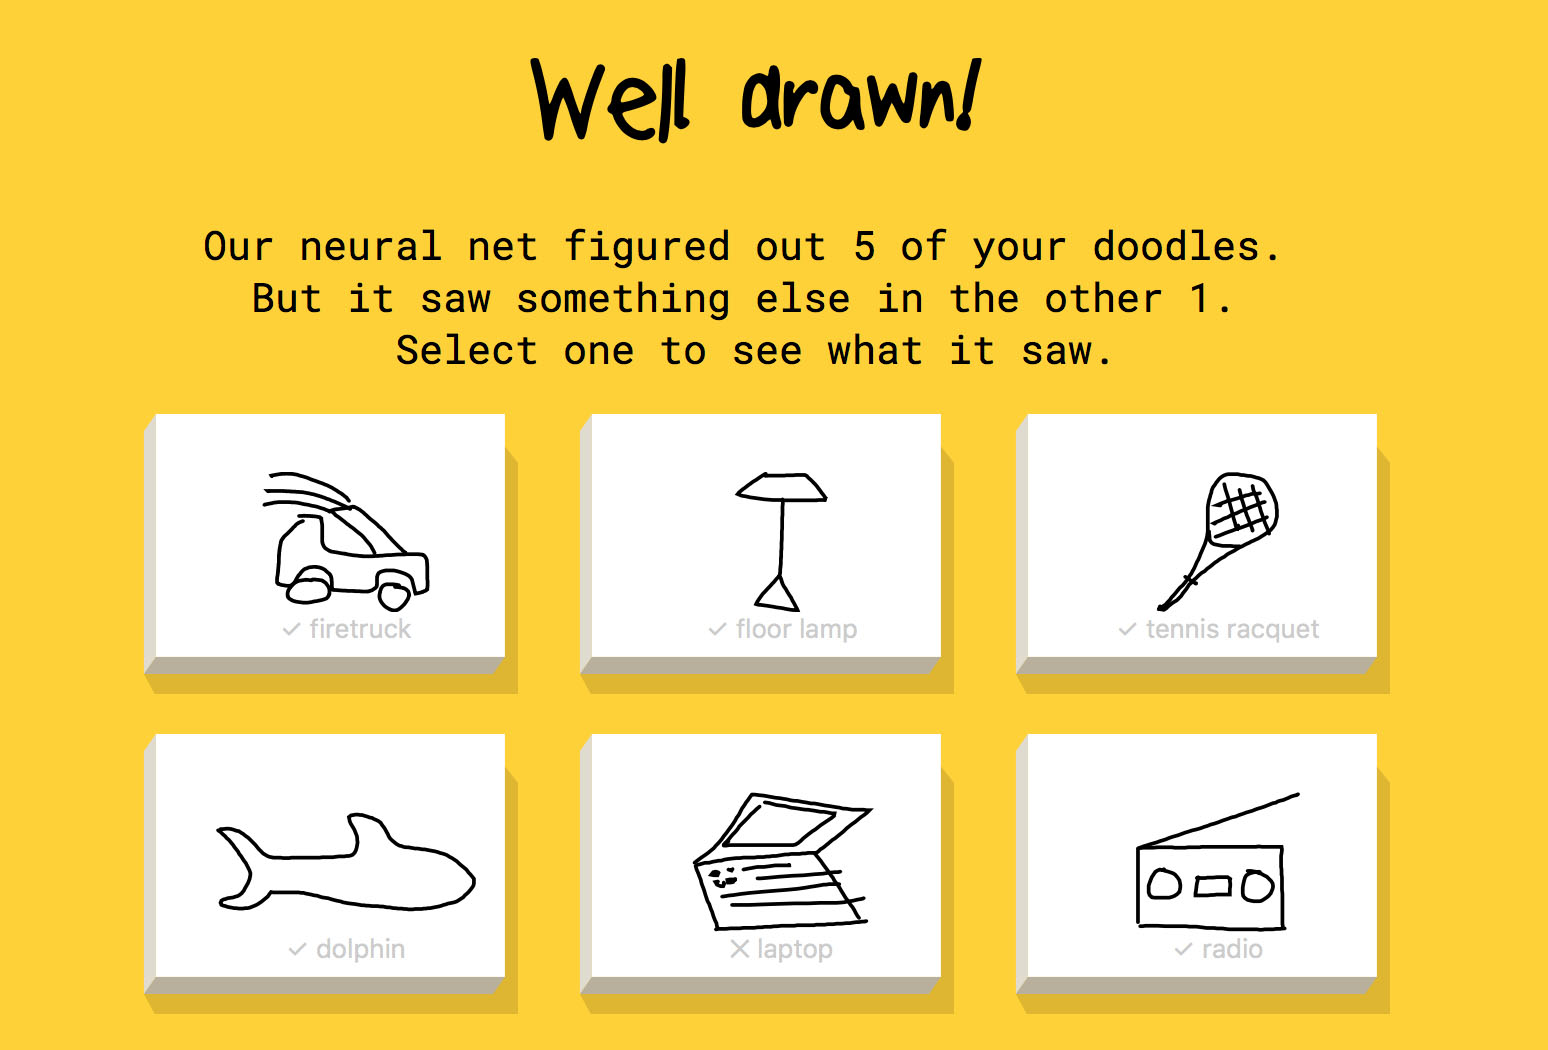 Well drawn!
Our neural net figured out 5 of your doodles.
But it saw something else in the other 1.
Select one to see what it saw.
✓ firetruck
✓ floor lamp
✓ tennis racquet
✓ dolphin
✕ laptop
✓ radio